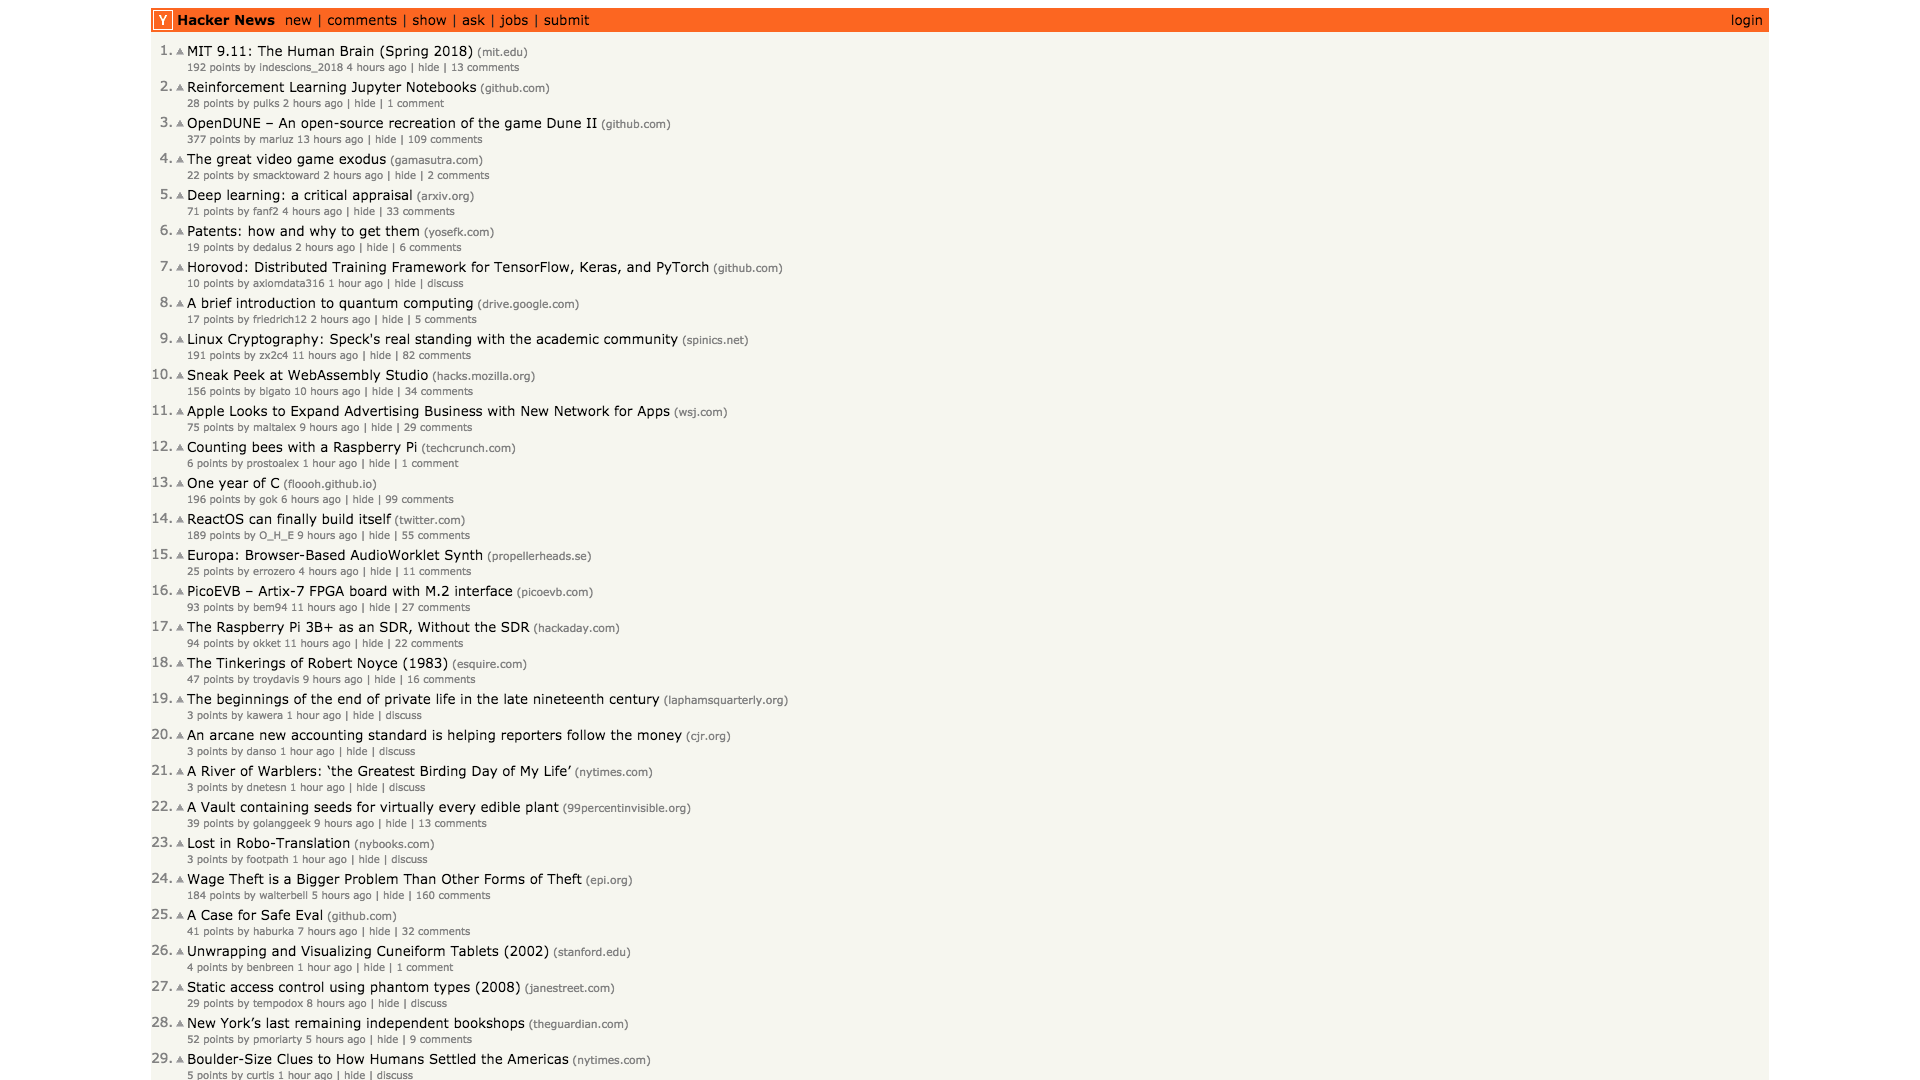 Y Hacker News new | comments | show | ask | jobs | submit login
1. MIT 9.11: The Human Brain (Spring 2018) (mit.edu)
192 points by indescions_2018 4 hours ago | hide | 13 comments
2. Reinforcement Learning Jupyter Notebooks (github.com)
28 points by pulks 2 hours ago | hide | 1 comment
3. OpenDUNE – An open-source recreation of the game Dune II (github.com)
377 points by mariuz 13 hours ago | hide | 109 comments
4. The great video game exodus (gamasutra.com)
22 points by smacktoward 2 hours ago | hide | 2 comments
5. Deep learning: a critical appraisal (arxiv.org)
71 points by fanf2 4 hours ago | hide | 33 comments
6. Patents: how and why to get them (yosefk.com)
19 points by dedalus 2 hours ago | hide | 6 comments
7. Horovod: Distributed Training Framework for TensorFlow, Keras, and PyTorch (github.com)
10 points by axiomdata316 1 hour ago | hide | discuss
8. A brief introduction to quantum computing (drive.google.com)
17 points by friedrich12 2 hours ago | hide | 5 comments
9. Linux Cryptography: Speck's real standing with the academic community (spinics.net)
191 points by zx2c4 11 hours ago | hide | 82 comments
10. Sneak Peek at WebAssembly Studio (hacks.mozilla.org)
156 points by bigato 10 hours ago | hide | 34 comments
11. Apple Looks to Expand Advertising Business with New Network for Apps (wsj.com)
75 points by maltalex 9 hours ago | hide | 29 comments
12. Counting bees with a Raspberry Pi (techcrunch.com)
6 points by prostoalex 1 hour ago | hide | 1 comment
13. One year of C (floooh.github.io)
196 points by gok 6 hours ago | hide | 99 comments
14. ReactOS can finally build itself (twitter.com)
189 points by O_H_E 9 hours ago | hide | 55 comments
15. Europa: Browser-Based AudioWorklet Synth (propellerheads.se)
25 points by errozero 4 hours ago | hide | 11 comments
16. PicoEVB – Artix-7 FPGA board with M.2 interface (picoevb.com)
93 points by bem94 11 hours ago | hide | 27 comments
17. The Raspberry Pi 3B+ as an SDR, Without the SDR (hackaday.com)
94 points by okket 11 hours ago | hide | 22 comments
18. The Tinkerings of Robert Noyce (1983) (esquire.com)
47 points by troydavis 9 hours ago | hide | 16 comments
19. The beginnings of the end of private life in the late nineteenth century (laphamsquarterly.org)
3 points by kawera 1 hour ago | hide | discuss
20. An arcane new accounting standard is helping reporters follow the money (cjr.org)
3 points by danso 1 hour ago | hide | discuss
21. A River of Warblers: ‘the Greatest Birding Day of My Life’ (nytimes.com)
3 points by dnetesn 1 hour ago | hide | discuss
22. A Vault containing seeds for virtually every edible plant (99percentinvisible.org)
39 points by golanggeek 9 hours ago | hide | 13 comments
23. Lost in Robo-Translation (nybooks.com)
3 points by footpath 1 hour ago | hide | discuss
24. Wage Theft is a Bigger Problem Than Other Forms of Theft (epi.org)
184 points by walterbell 5 hours ago | hide | 160 comments
25. A Case for Safe Eval (github.com)
41 points by haburka 7 hours ago | hide | 32 comments
26. Unwrapping and Visualizing Cuneiform Tablets (2002) (stanford.edu)
4 points by benbreen 1 hour ago | hide | 1 comment
27. Static access control using phantom types (2008) (janestreet.com)
29 points by tempodox 8 hours ago | hide | discuss
28. New York’s last remaining independent bookshops (theguardian.com)
52 points by pmoriarty 5 hours ago | hide | 9 comments
29. Boulder-Size Clues to How Humans Settled the Americas (nytimes.com)
5 points by curtis 1 hour ago | hide | discuss